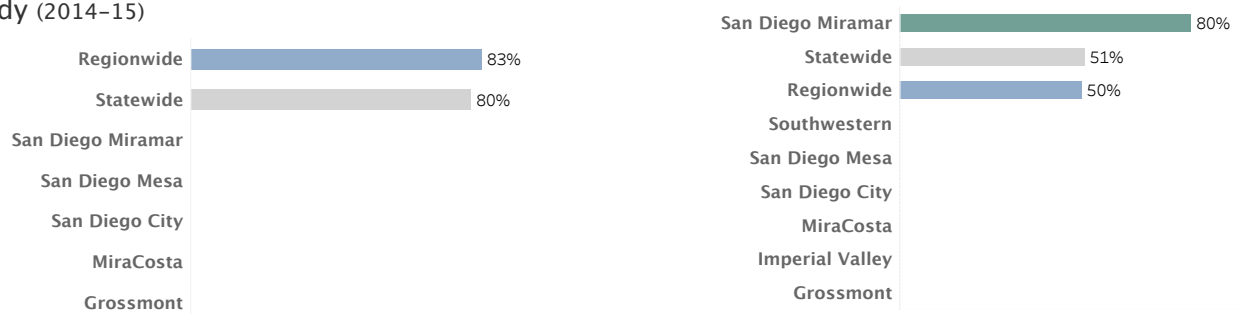 dy (2014–15)
Regionwide 83%
Statewide 80%
San Diego Miramar
San Diego Mesa
San Diego City
MiraCosta
Grossmont
San Diego Miramar 80%
Statewide 51%
Regionwide 50%
Southwestern
San Diego Mesa
San Diego City
MiraCosta
Imperial Valley
Grossmont